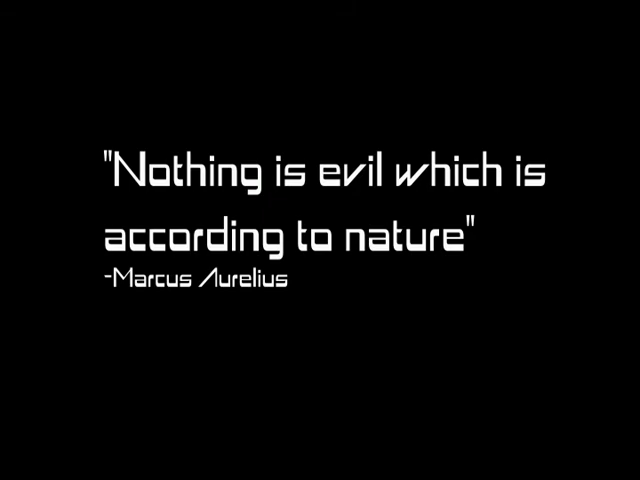 "Nothing is evil which is
according to nature"
-Marcus Aurelius